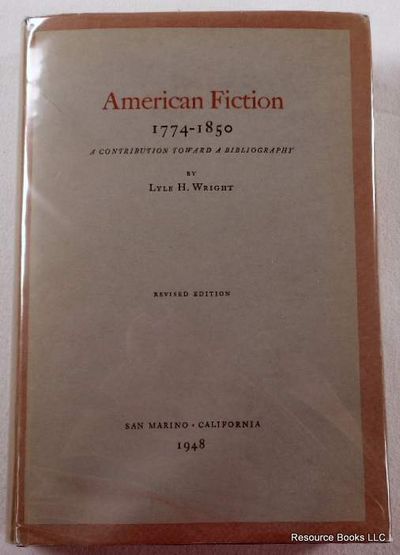 American Fiction
1774-1850
A CONTRIBUTION TOWARD A BIBLIOGRAPHY
BY
LYLE H. WRIGHT
REVISED EDITION
SAN MARINO · CALIFORNIA
1948
Resource Books LLC